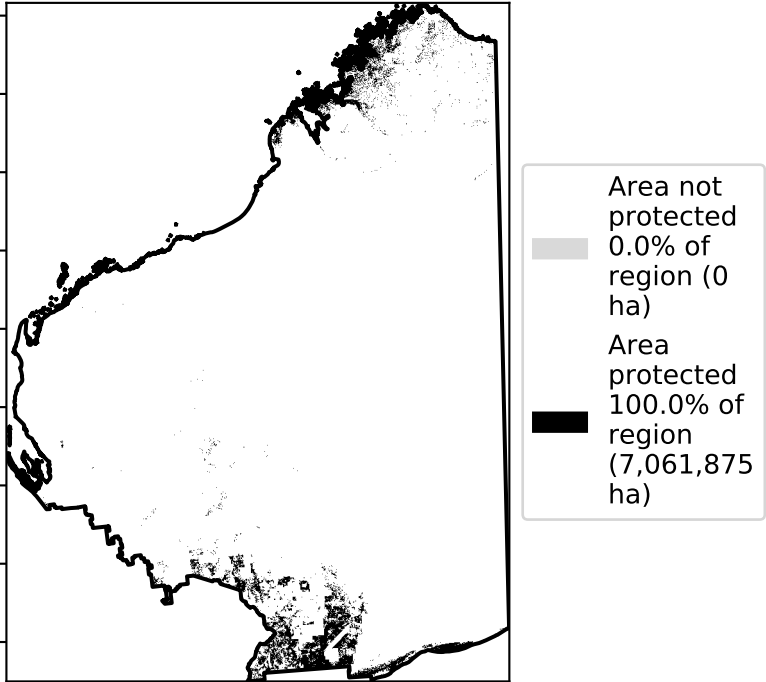 Area not
protected
0.0% of
region (0
ha)
Area
protected
100.0% of
region
(7,061,875
ha)